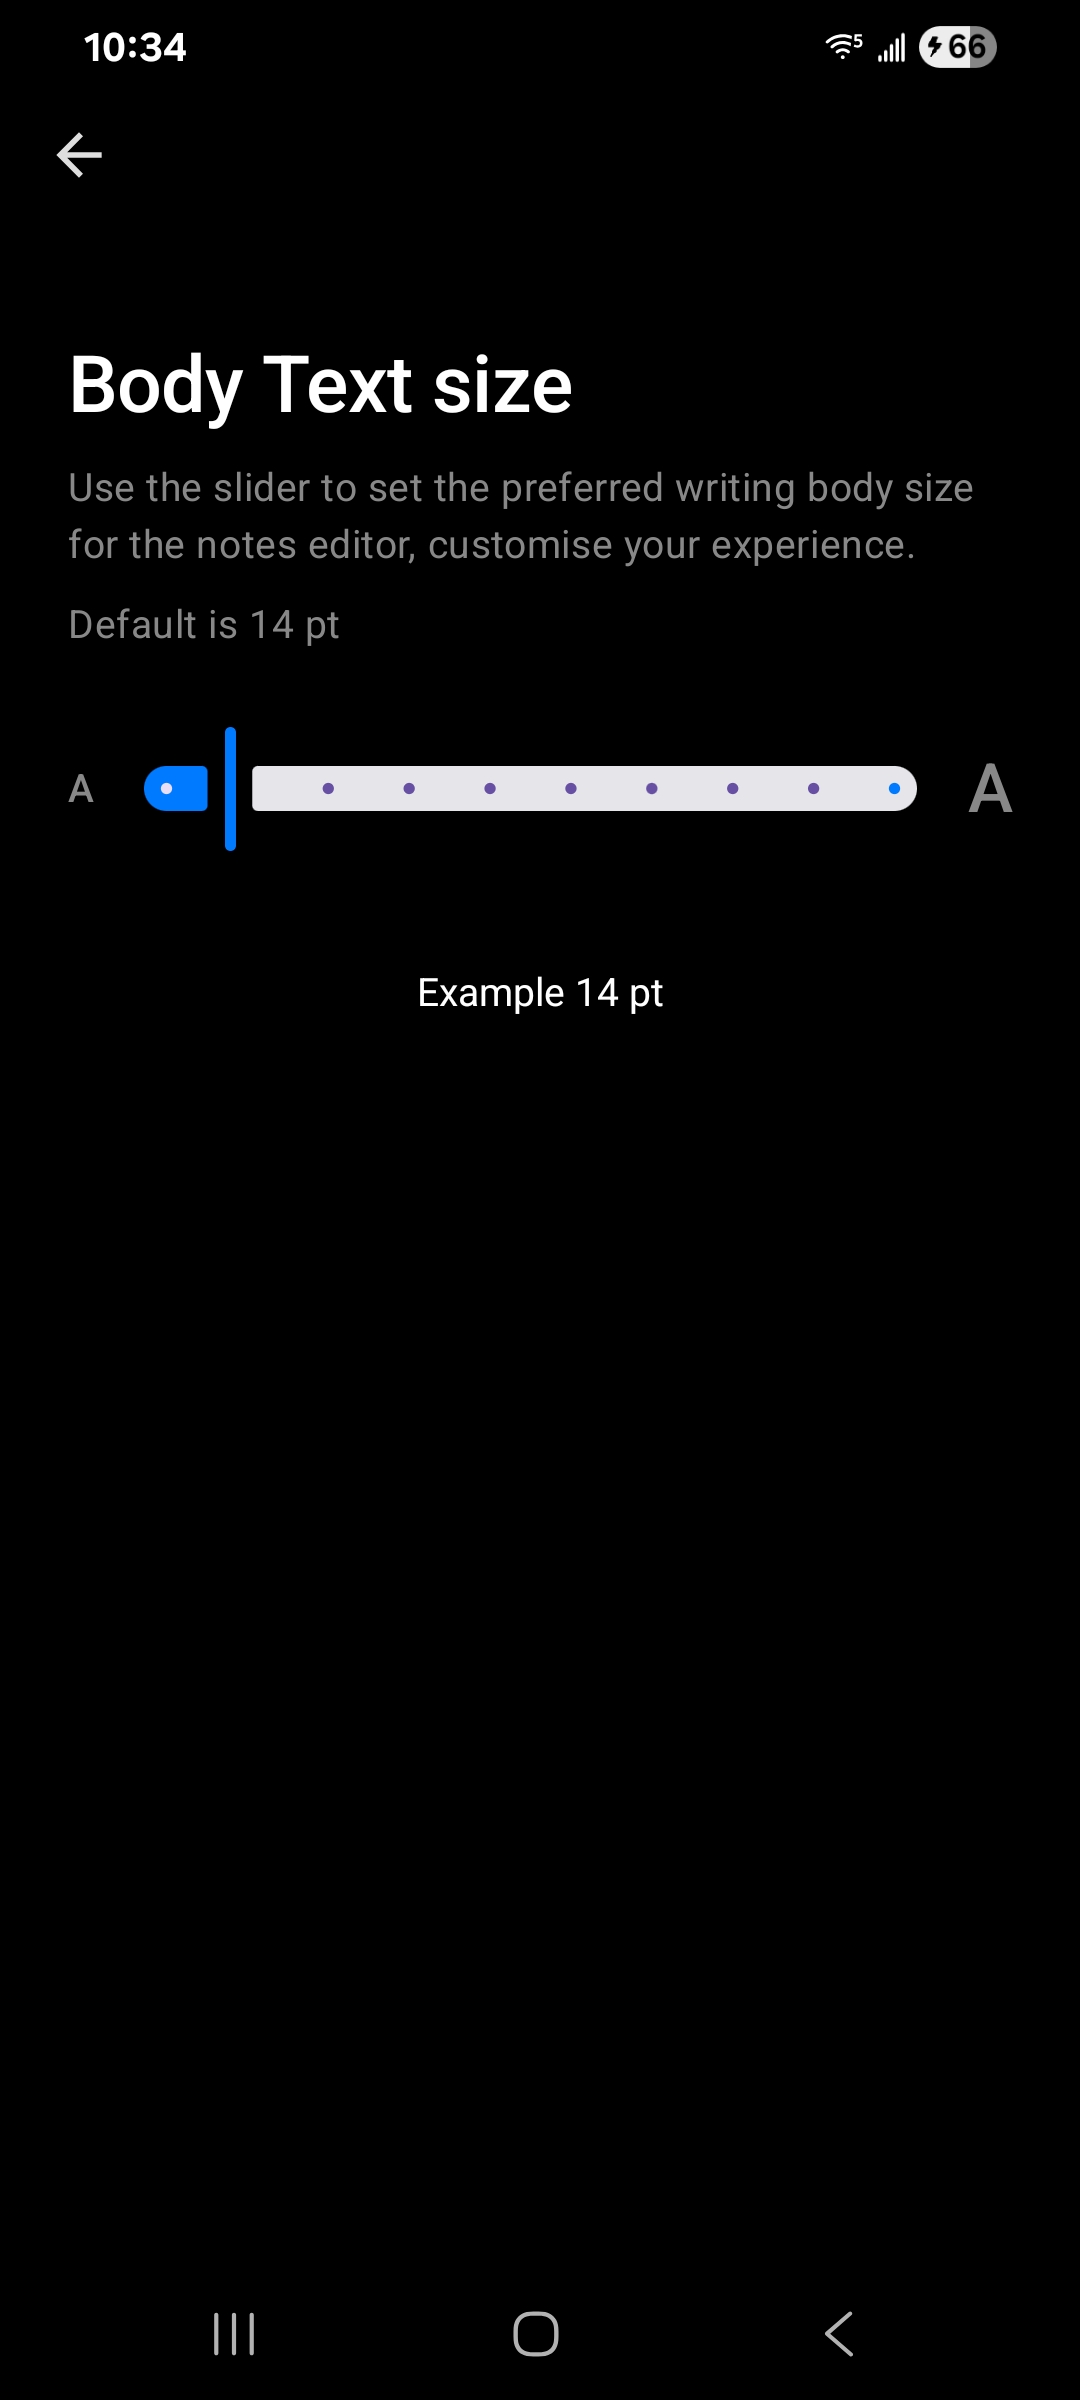 10:34
5
66
Body Text size
Use the slider to set the preferred writing body size
for the notes editor, customise your experience.
Default is 14 pt
A
A
Example 14 pt